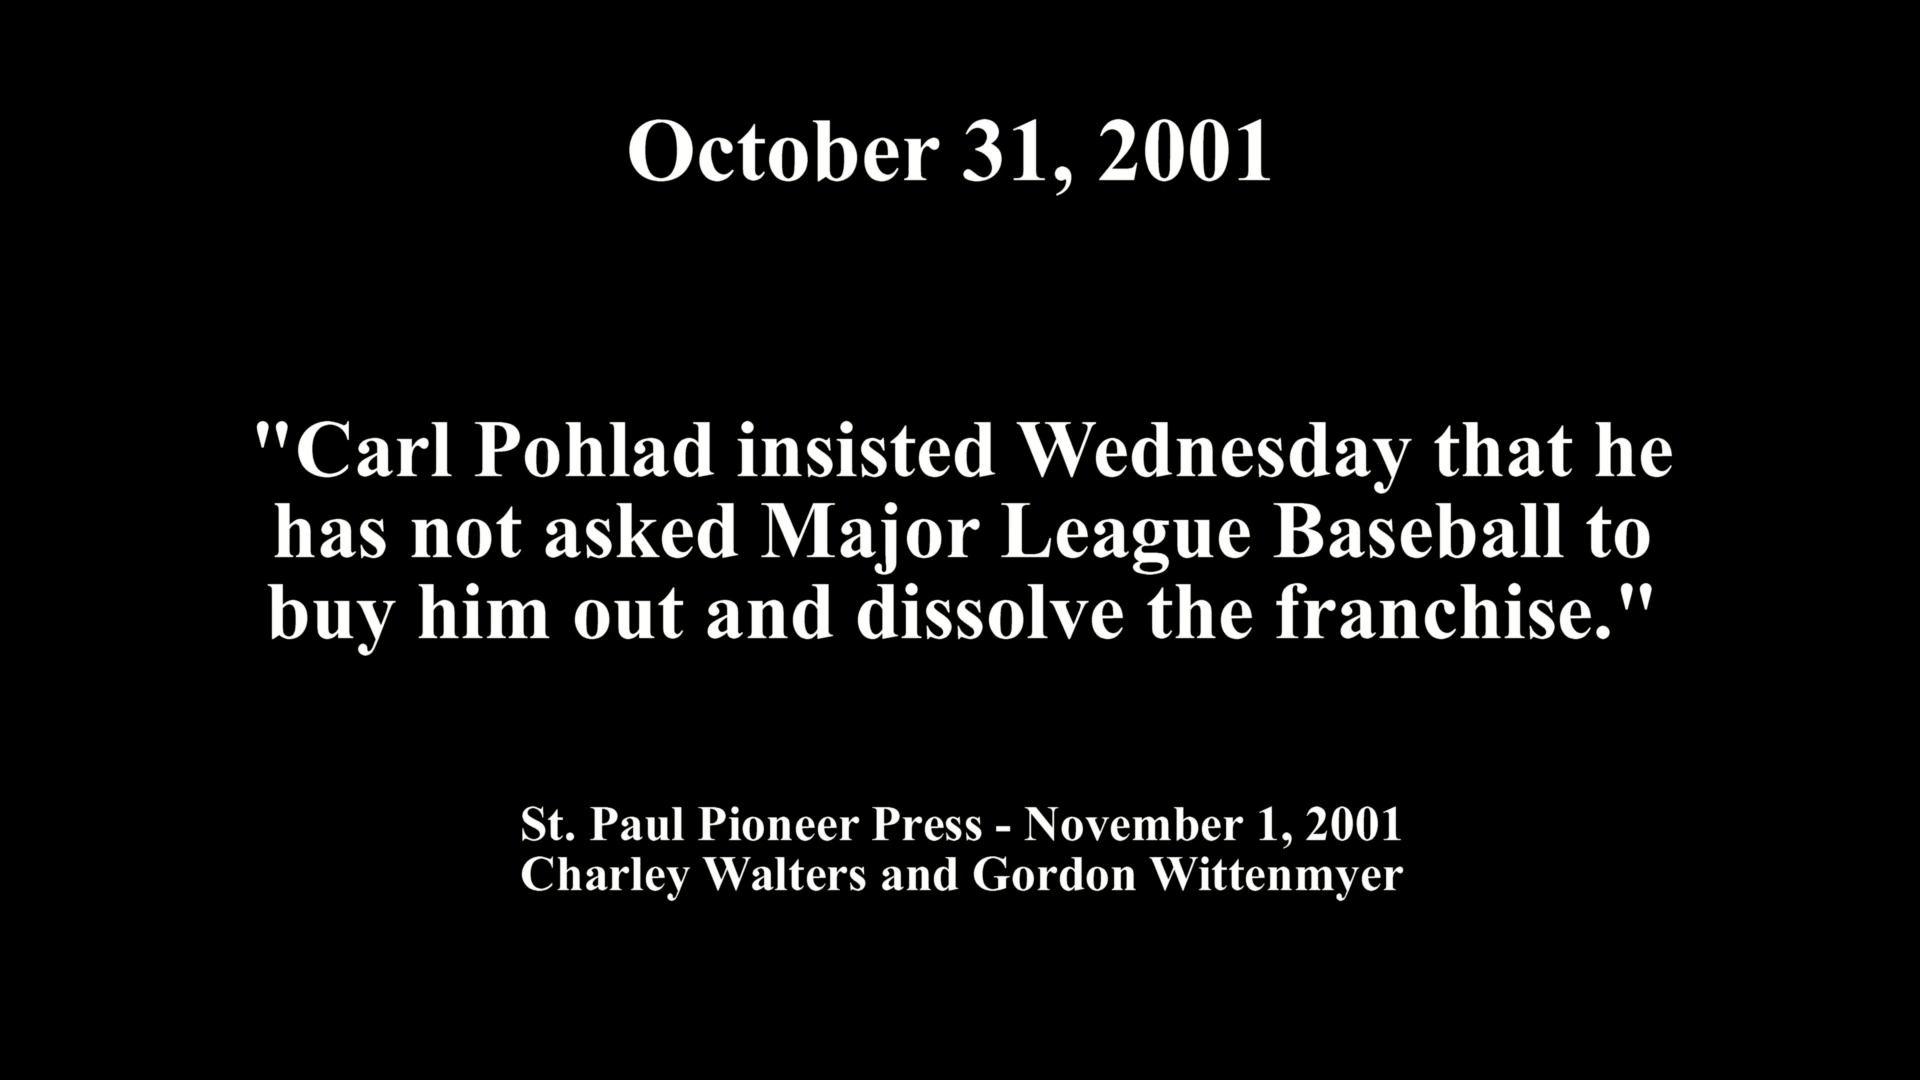 October 31, 2001
"Carl Pohlad insisted Wednesday that he
has not asked Major League Baseball to
buy him out and dissolve the franchise."
St. Paul Pioneer Press - November 1, 2001
Charley Walters and Gordon Wittenmyer